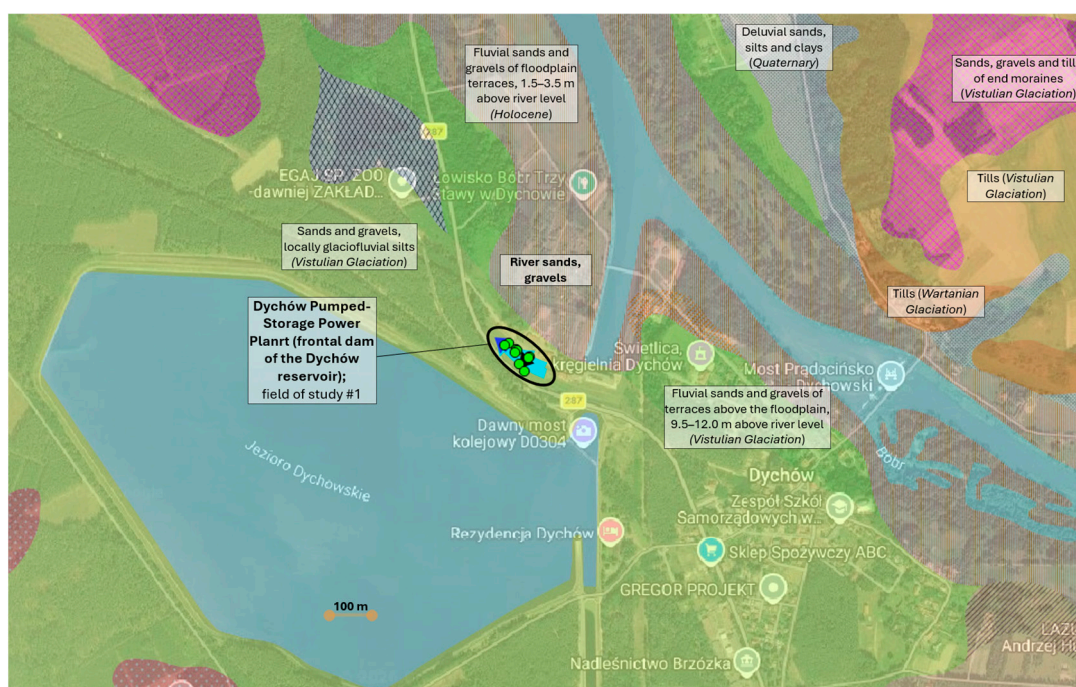 Fluvial sands and
gravels of floodplain
terraces, 1.5–3.5 m
above river level
(Holocene)
Deluvial sands,
silts and clays
(Quaternary)
Sands, gravels and till
of end moraines
(Vistulian Glaciation)
287
EGAJ SP. ZOO
-dawniej ZAKŁAD...
Łowisko Bóbr Trzy
Stawy w Dychowie
Tills (Vistulian
Glaciation)
Sands and gravels,
locally glaciofluvial silts
(Vistulian Glaciation)
River sands,
gravels
Tills (Wartanian
Glaciation)
Dychów Pumped-
Storage Power
Planrt (frontal dam
of the Dychów
reservoir);
field of study #1
Świetlica,
kręgielnia Dychów
Most Prądocińsko
Dychowski
287
Fluvial sands and gravels of
terraces above the floodplain,
9.5–12.0 m above river level
(Vistulian Glaciation)
Dawny most
kolejowy D0304
Jezioro Dychowskie
Bóbr
Dychów
Zespół Szkół
Samorządowych w...
Rezydencja Dychów
Sklep Spożywczy ABC
GREGOR PROJEKT
100 m
Andrzej
Nadleśnictwo Brzózka